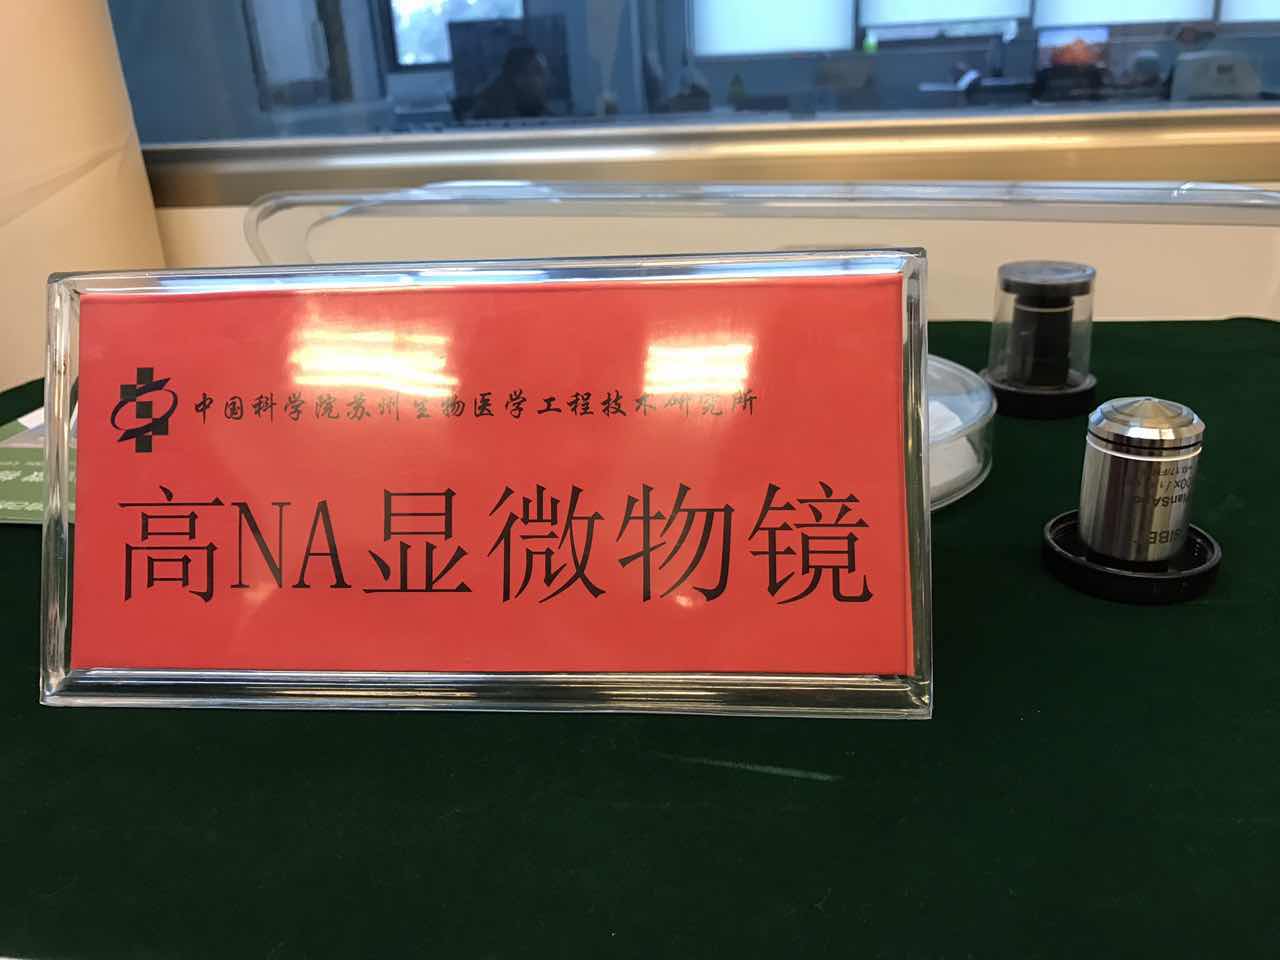 中国科学院苏州生物医学工程技术研究所
高NA显微物镜